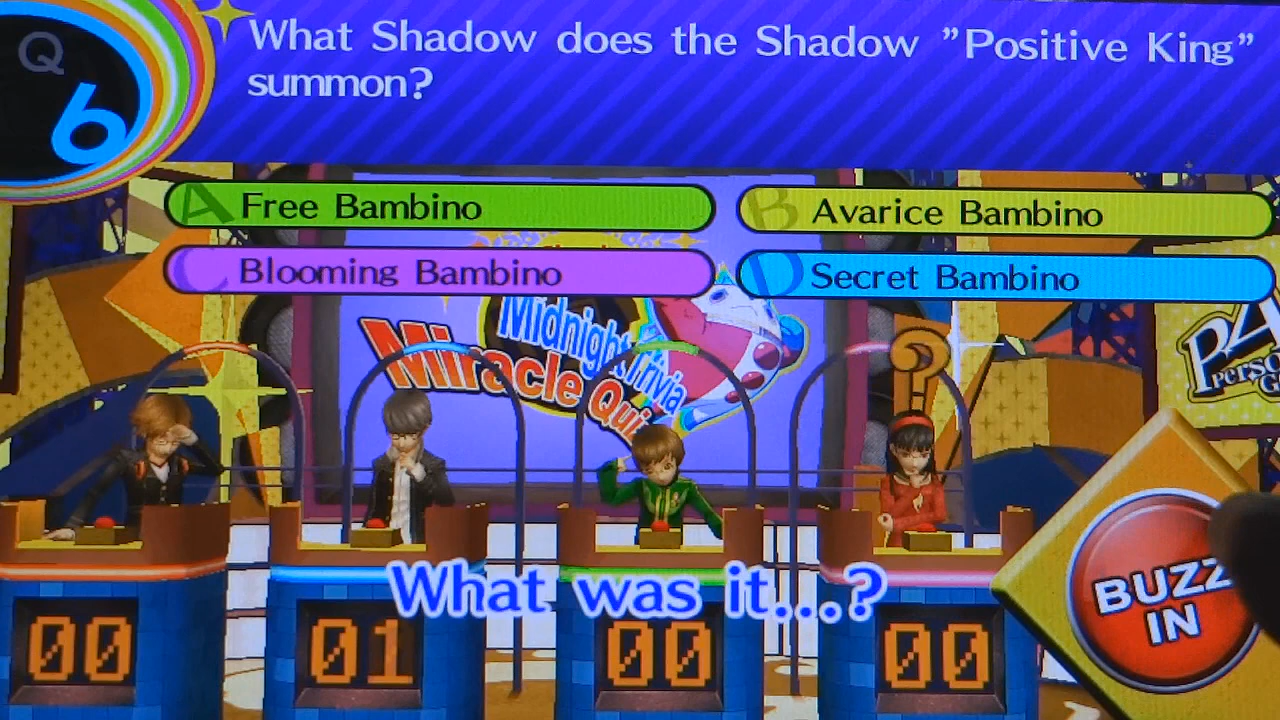 Q
6
What Shadow does the Shadow "Positive King"
summon?
A Free Bambino
B Avarice Bambino
C Blooming Bambino
D Secret Bambino
Midnight Trivia
Miracle Quiz
P4
What was it...?
BUZZ
IN
00
01
00
00